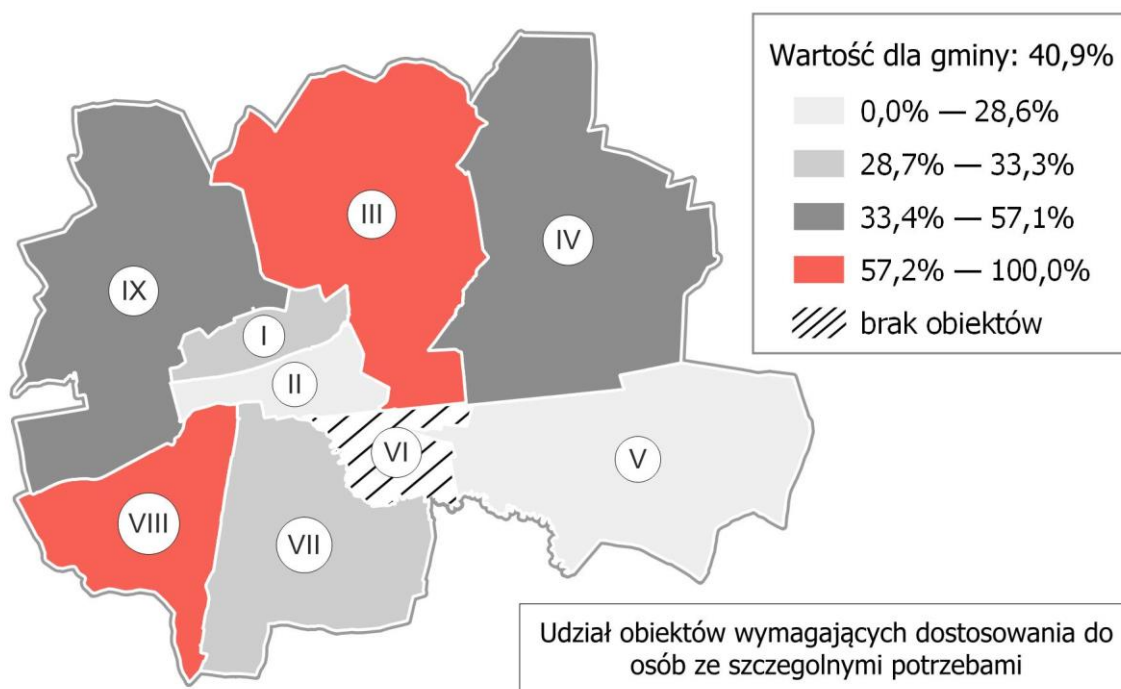 Wartość dla gminy: 40,9%
0,0% — 28,6%
28,7% — 33,3%
33,4% — 57,1%
57,2% — 100,0%
brak obiektów
III
IV
IX
I
II
VI
V
VIII
VII
Udział obiektów wymagających dostosowania do
osób ze szczegolnymi potrzebami